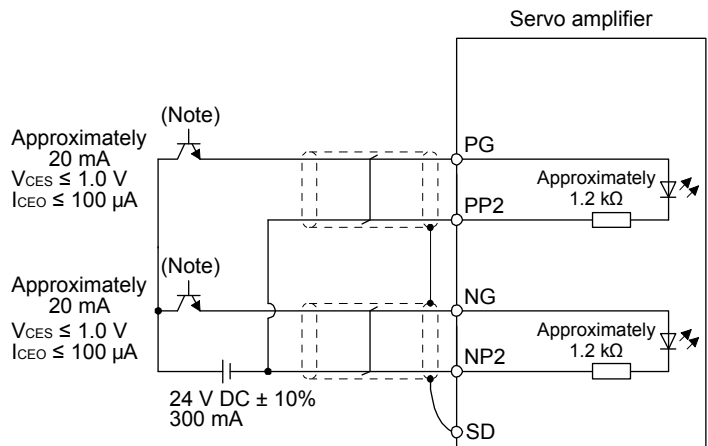 Servo amplifier
(Note)
Approximately
20 mA
VCES ≤ 1.0 V
ICEO ≤ 100 µA
PG
Approximately
1.2 kΩ
PP2
(Note)
Approximately
20 mA
VCES ≤ 1.0 V
ICEO ≤ 100 µA
NG
Approximately
1.2 kΩ
NP2
24 V DC ± 10%
300 mA
SD